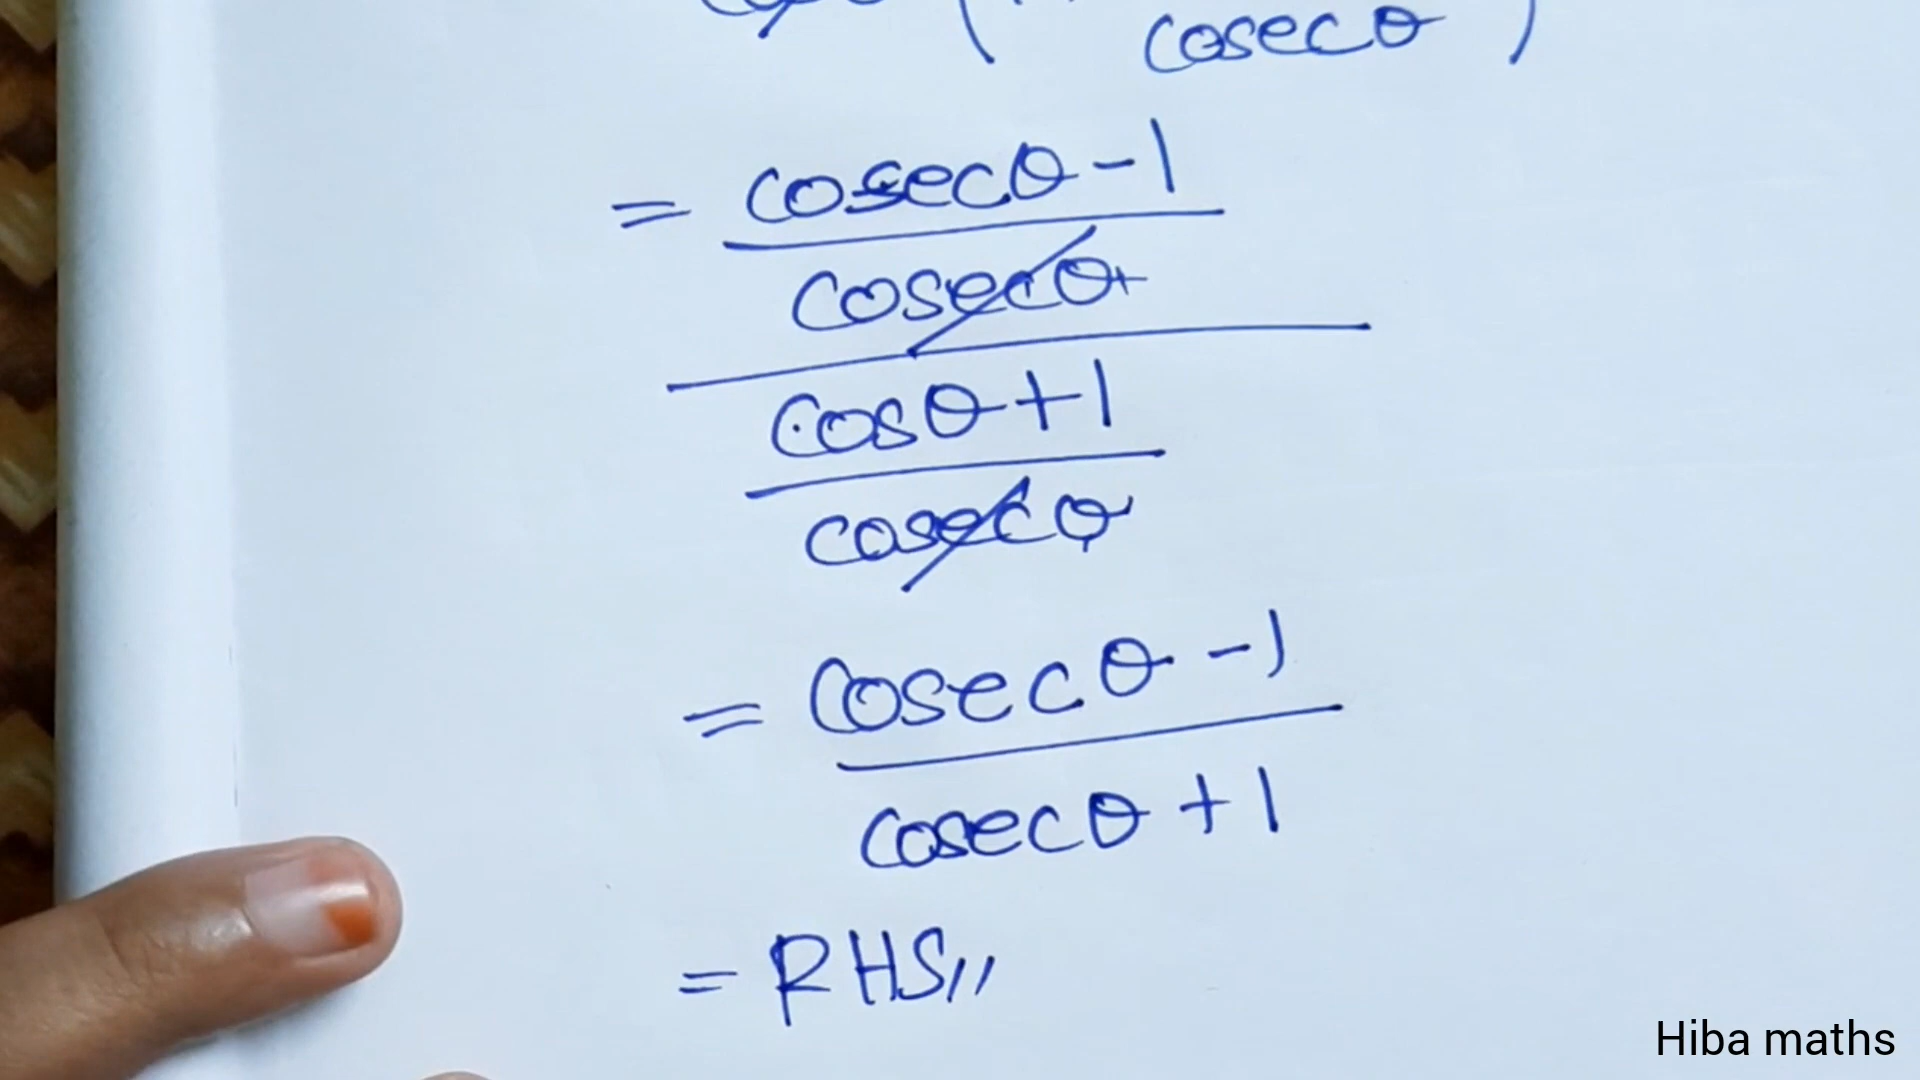 cosecθ )
= cosecθ - 1
cosecθ
cosθ + 1
cosecθ
= cosecθ - 1
cosecθ + 1
= RHS//
Hiba maths